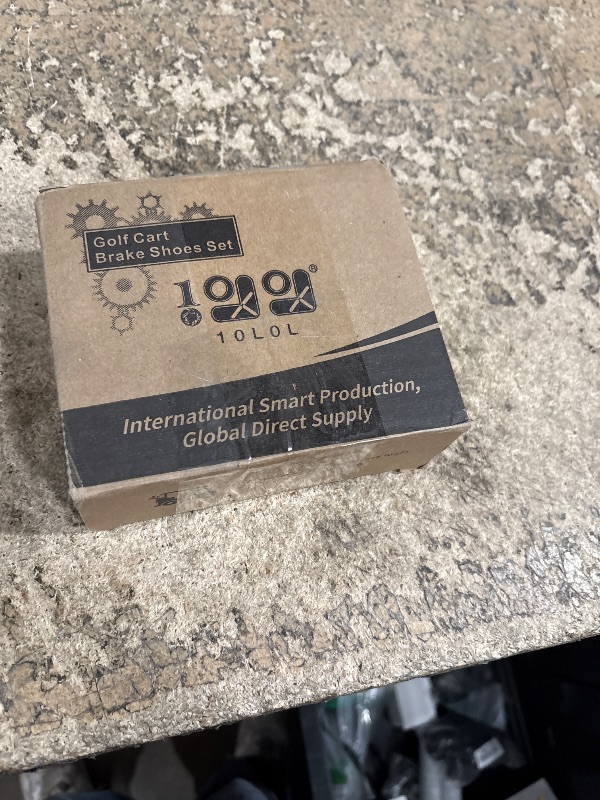 Golf Cart
Brake Shoes Set
10L0L
International Smart Production,
Global Direct Supply